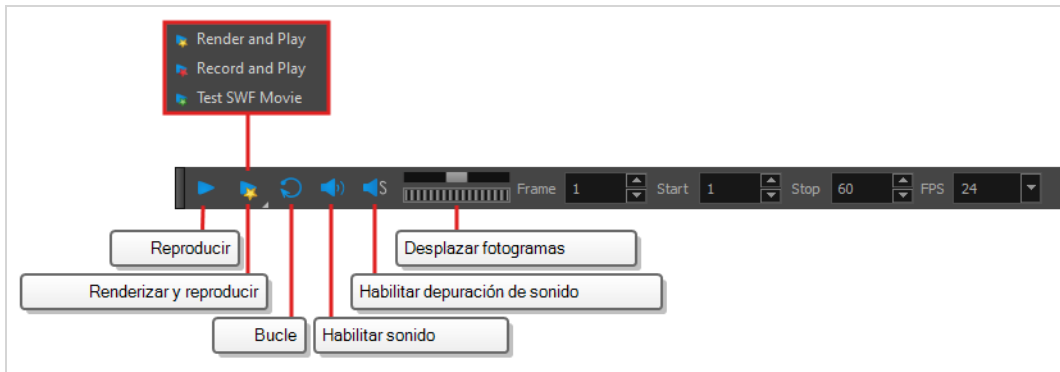 Render and Play
Record and Play
Test SWF Movie
S Frame 1 Start 1 Stop 60 FPS 24
Reproducir
Desplazar fotogramas
Renderizar y reproducir
Habilitar depuración de sonido
Bucle
Habilitar sonido